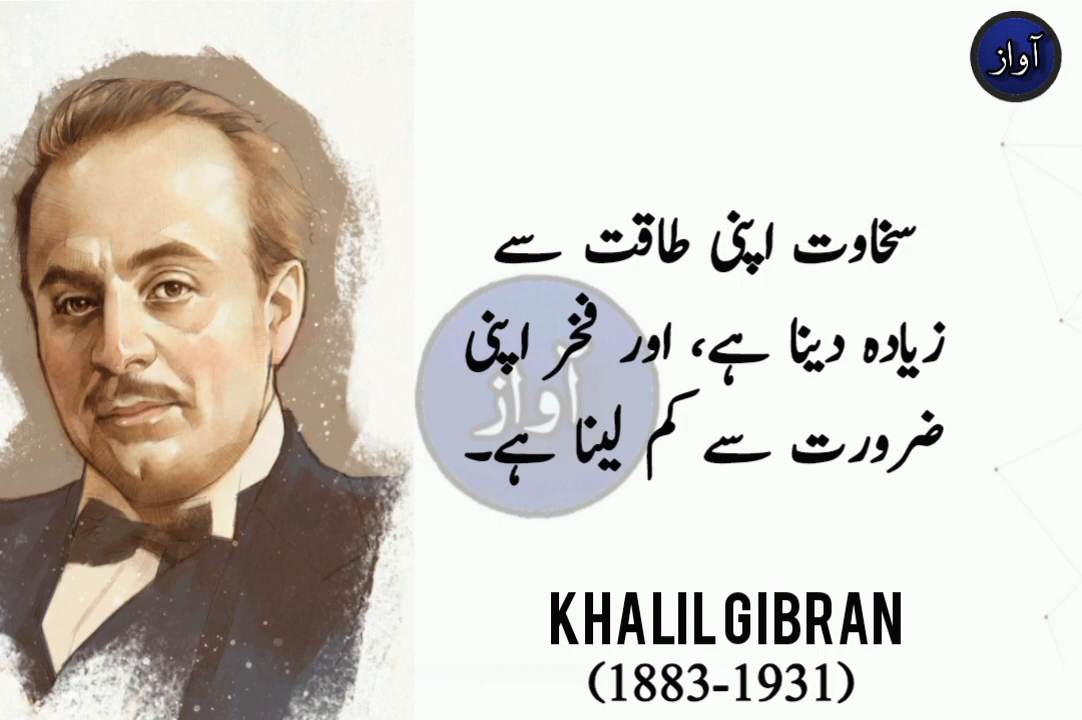 آواز
سخاوت اپنی طاقت سے
زیادہ دینا ہے، اور فخر اپنی
ضرورت سے کم لینا ہے۔
آواز
KHALIL GIBRAN
(1883-1931)